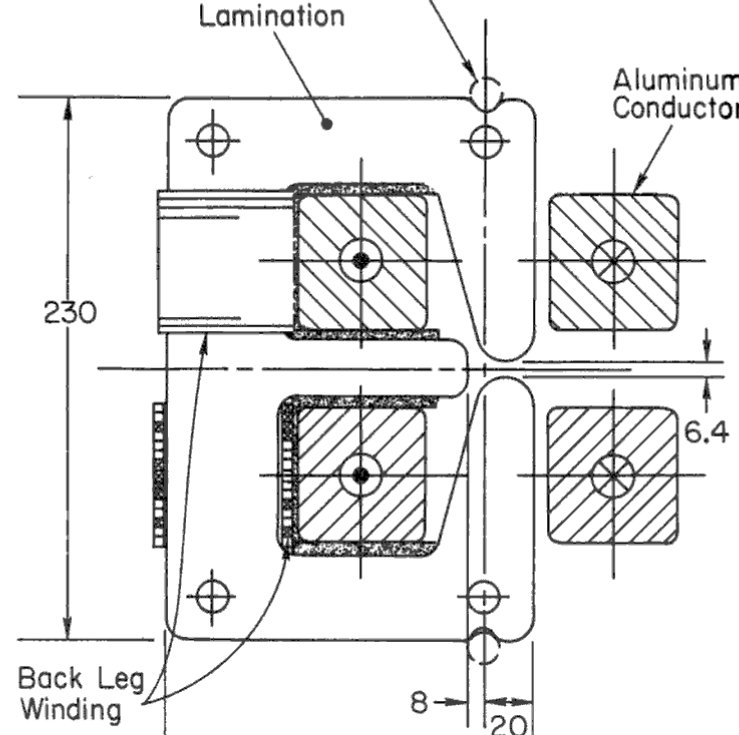 Lamination
Aluminum
Conductor
230
6.4
Back Leg
Winding
8
20